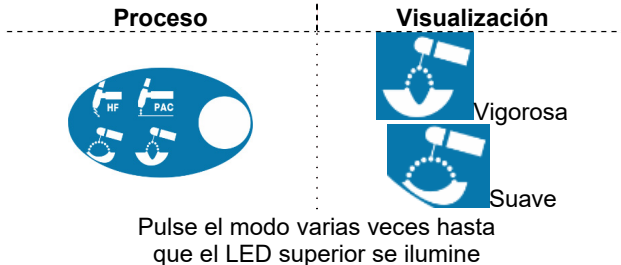 Proceso Visualización
HF PAC
Vigorosa
Suave
Pulse el modo varias veces hasta
que el LED superior se ilumine